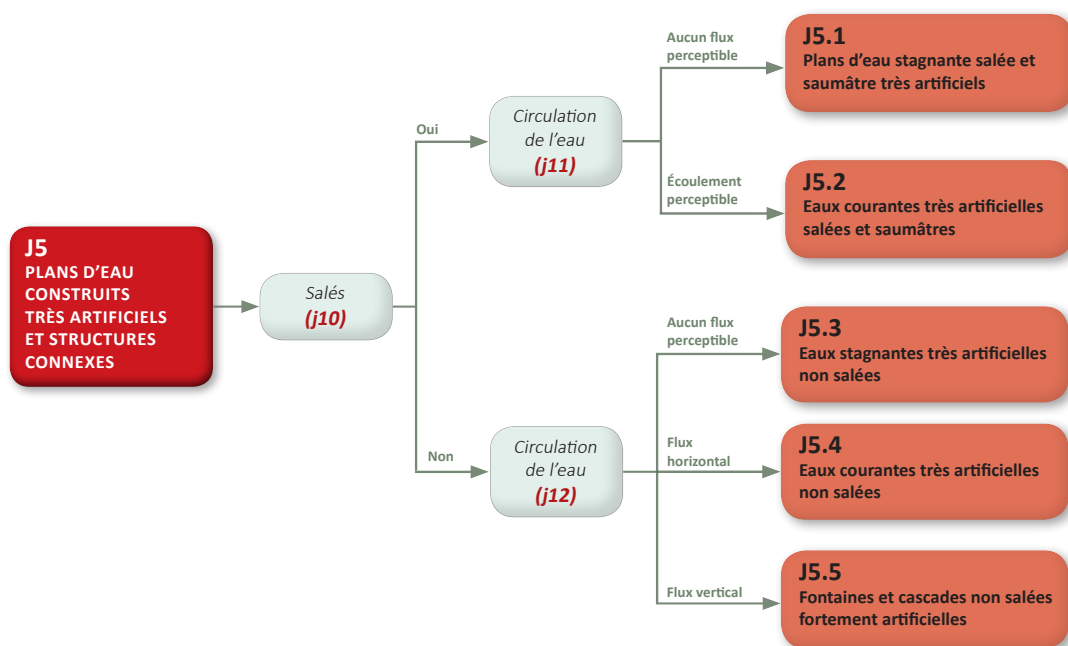 J5
PLANS D'EAU
CONSTRUITS
TRÈS ARTIFICIELS
ET STRUCTURES
CONNEXES
Salés
(j10)
Oui
Circulation
de l'eau
(j11)
Aucun flux
perceptible
J5.1
Plans d'eau stagnante salée et
saumâtre très artificiels
Écoulement
perceptible
J5.2
Eaux courantes très artificielles
salées et saumâtres
Non
Circulation
de l'eau
(j12)
Aucun flux
perceptible
J5.3
Eaux stagnantes très artificielles
non salées
Flux
horizontal
J5.4
Eaux courantes très artificielles
non salées
Flux vertical
J5.5
Fontaines et cascades non salées
fortement artificielles